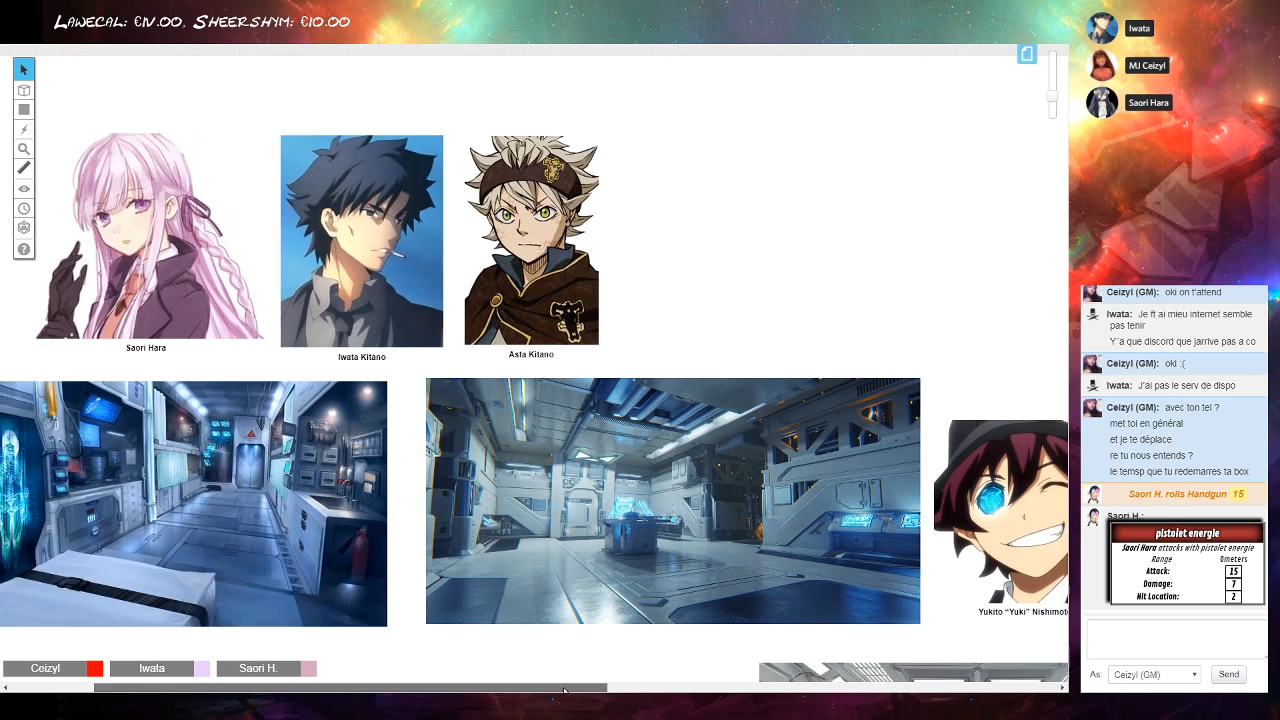 Lawecal: €1V.00, Sheershym: €10.00
Iwata
MJ Ceizyl
Saori Hara
Saori Hara
Iwata Kitano
Asta Kitano
Yukito “Yuki” Nishimoto
Ceizyl (GM): oki on t'attend
Iwata: Je ft ai mieu internet semble
pas tenir
Y'a que discord que jarrive pas a co
Ceizyl (GM): oki :(
Iwata: J'ai pas le serv de dispo
Ceizyl (GM): avec ton tel ?
met toi en général
et je te déplace
re tu nous entends ?
le temsp que tu redemarres ta box
Saori H. rolls Handgun 15
Saori H.:
pistolet energie
Saori Hara attacks with pistolet energie
Range 0meters
Attack: 15
Damage: 7
Hit Location: 2
As: Ceizyl (GM) Send
Ceizyl
Iwata
Saori H.